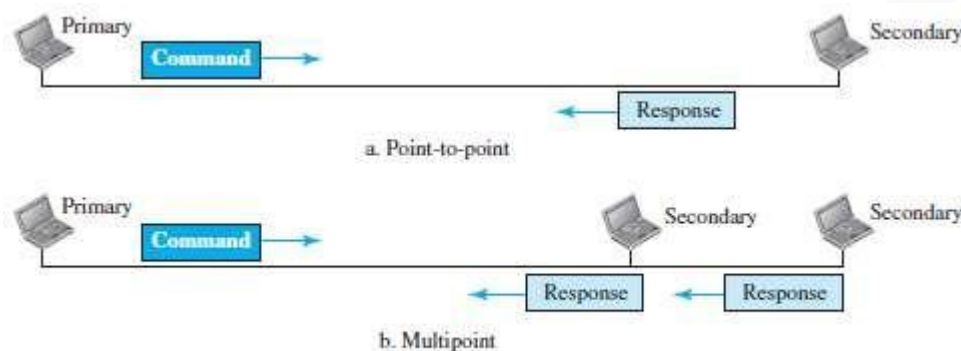 Primary
Secondary
Command
Response
a. Point-to-point
Primary
Secondary
Secondary
Command
Response
Response
b. Multipoint